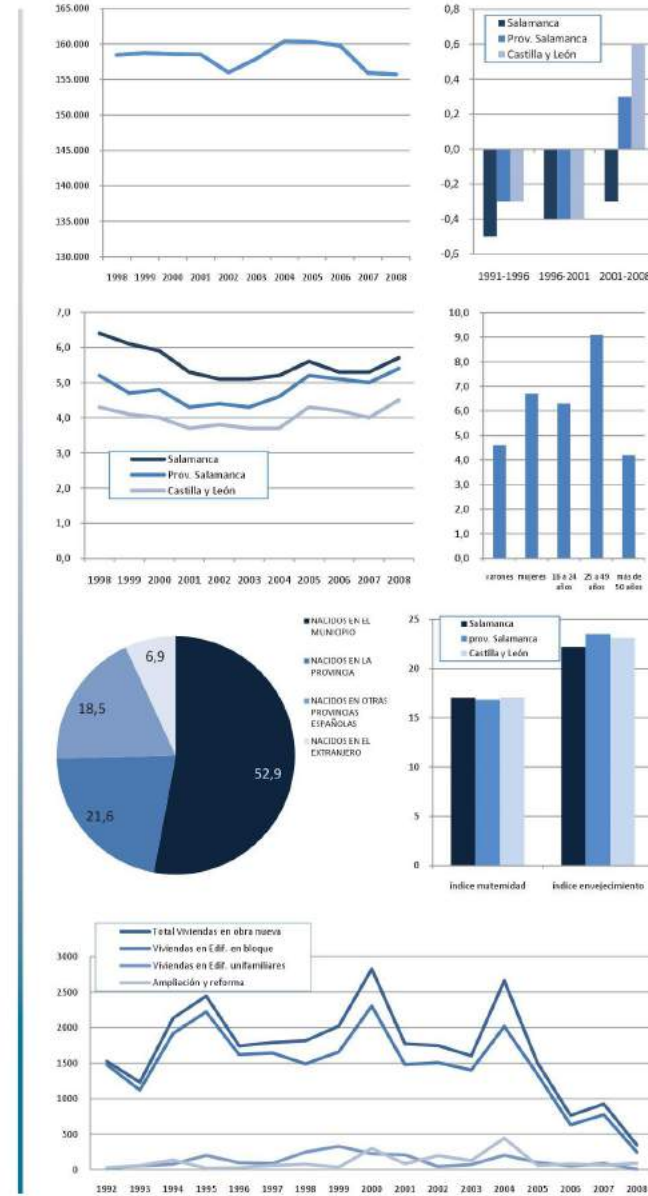 165.000
160.000
155.000
150.000
145.000
140.000
135.000
130.000
1998 1999 2000 2001 2002 2003 2004 2005 2006 2007 2008
0,8
0,6
0,4
0,2
0,0
-0,2
-0,4
-0,6
Salamanca
Prov. Salamanca
Castilla y León
1991-1996 1996-2001 2001-2008
7,0
6,0
5,0
4,0
3,0
2,0
1,0
0,0
Salamanca
Prov. Salamanca
Castilla y León
1998 1999 2000 2001 2002 2003 2004 2005 2006 2007 2008
10,0
9,0
8,0
7,0
6,0
5,0
4,0
3,0
2,0
1,0
0,0
varones mujeres 16 a 24 25 a 49 más de
años años 50 años
6,9
18,5
52,9
21,6
NACIDOS EN EL
MUNICIPIO
NACIDOS EN LA
PROVINCIA
NACIDOS EN OTRAS
PROVINCIAS
ESPAÑOLAS
NACIDOS EN EL
EXTRANJERO
25
20
15
10
5
0
Salamanca
prov. Salamanca
Castilla y León
índice maternidad índice envejecimiento
Total Viviendas en obra nueva
Viviendas en Edif. en bloque
Viviendas en Edif. unifamiliares
Ampliación y reforma
3000
2500
2000
1500
1000
500
0
1992 1993 1994 1995 1996 1997 1998 1999 2000 2001 2002 2003 2004 2005 2006 2007 2008